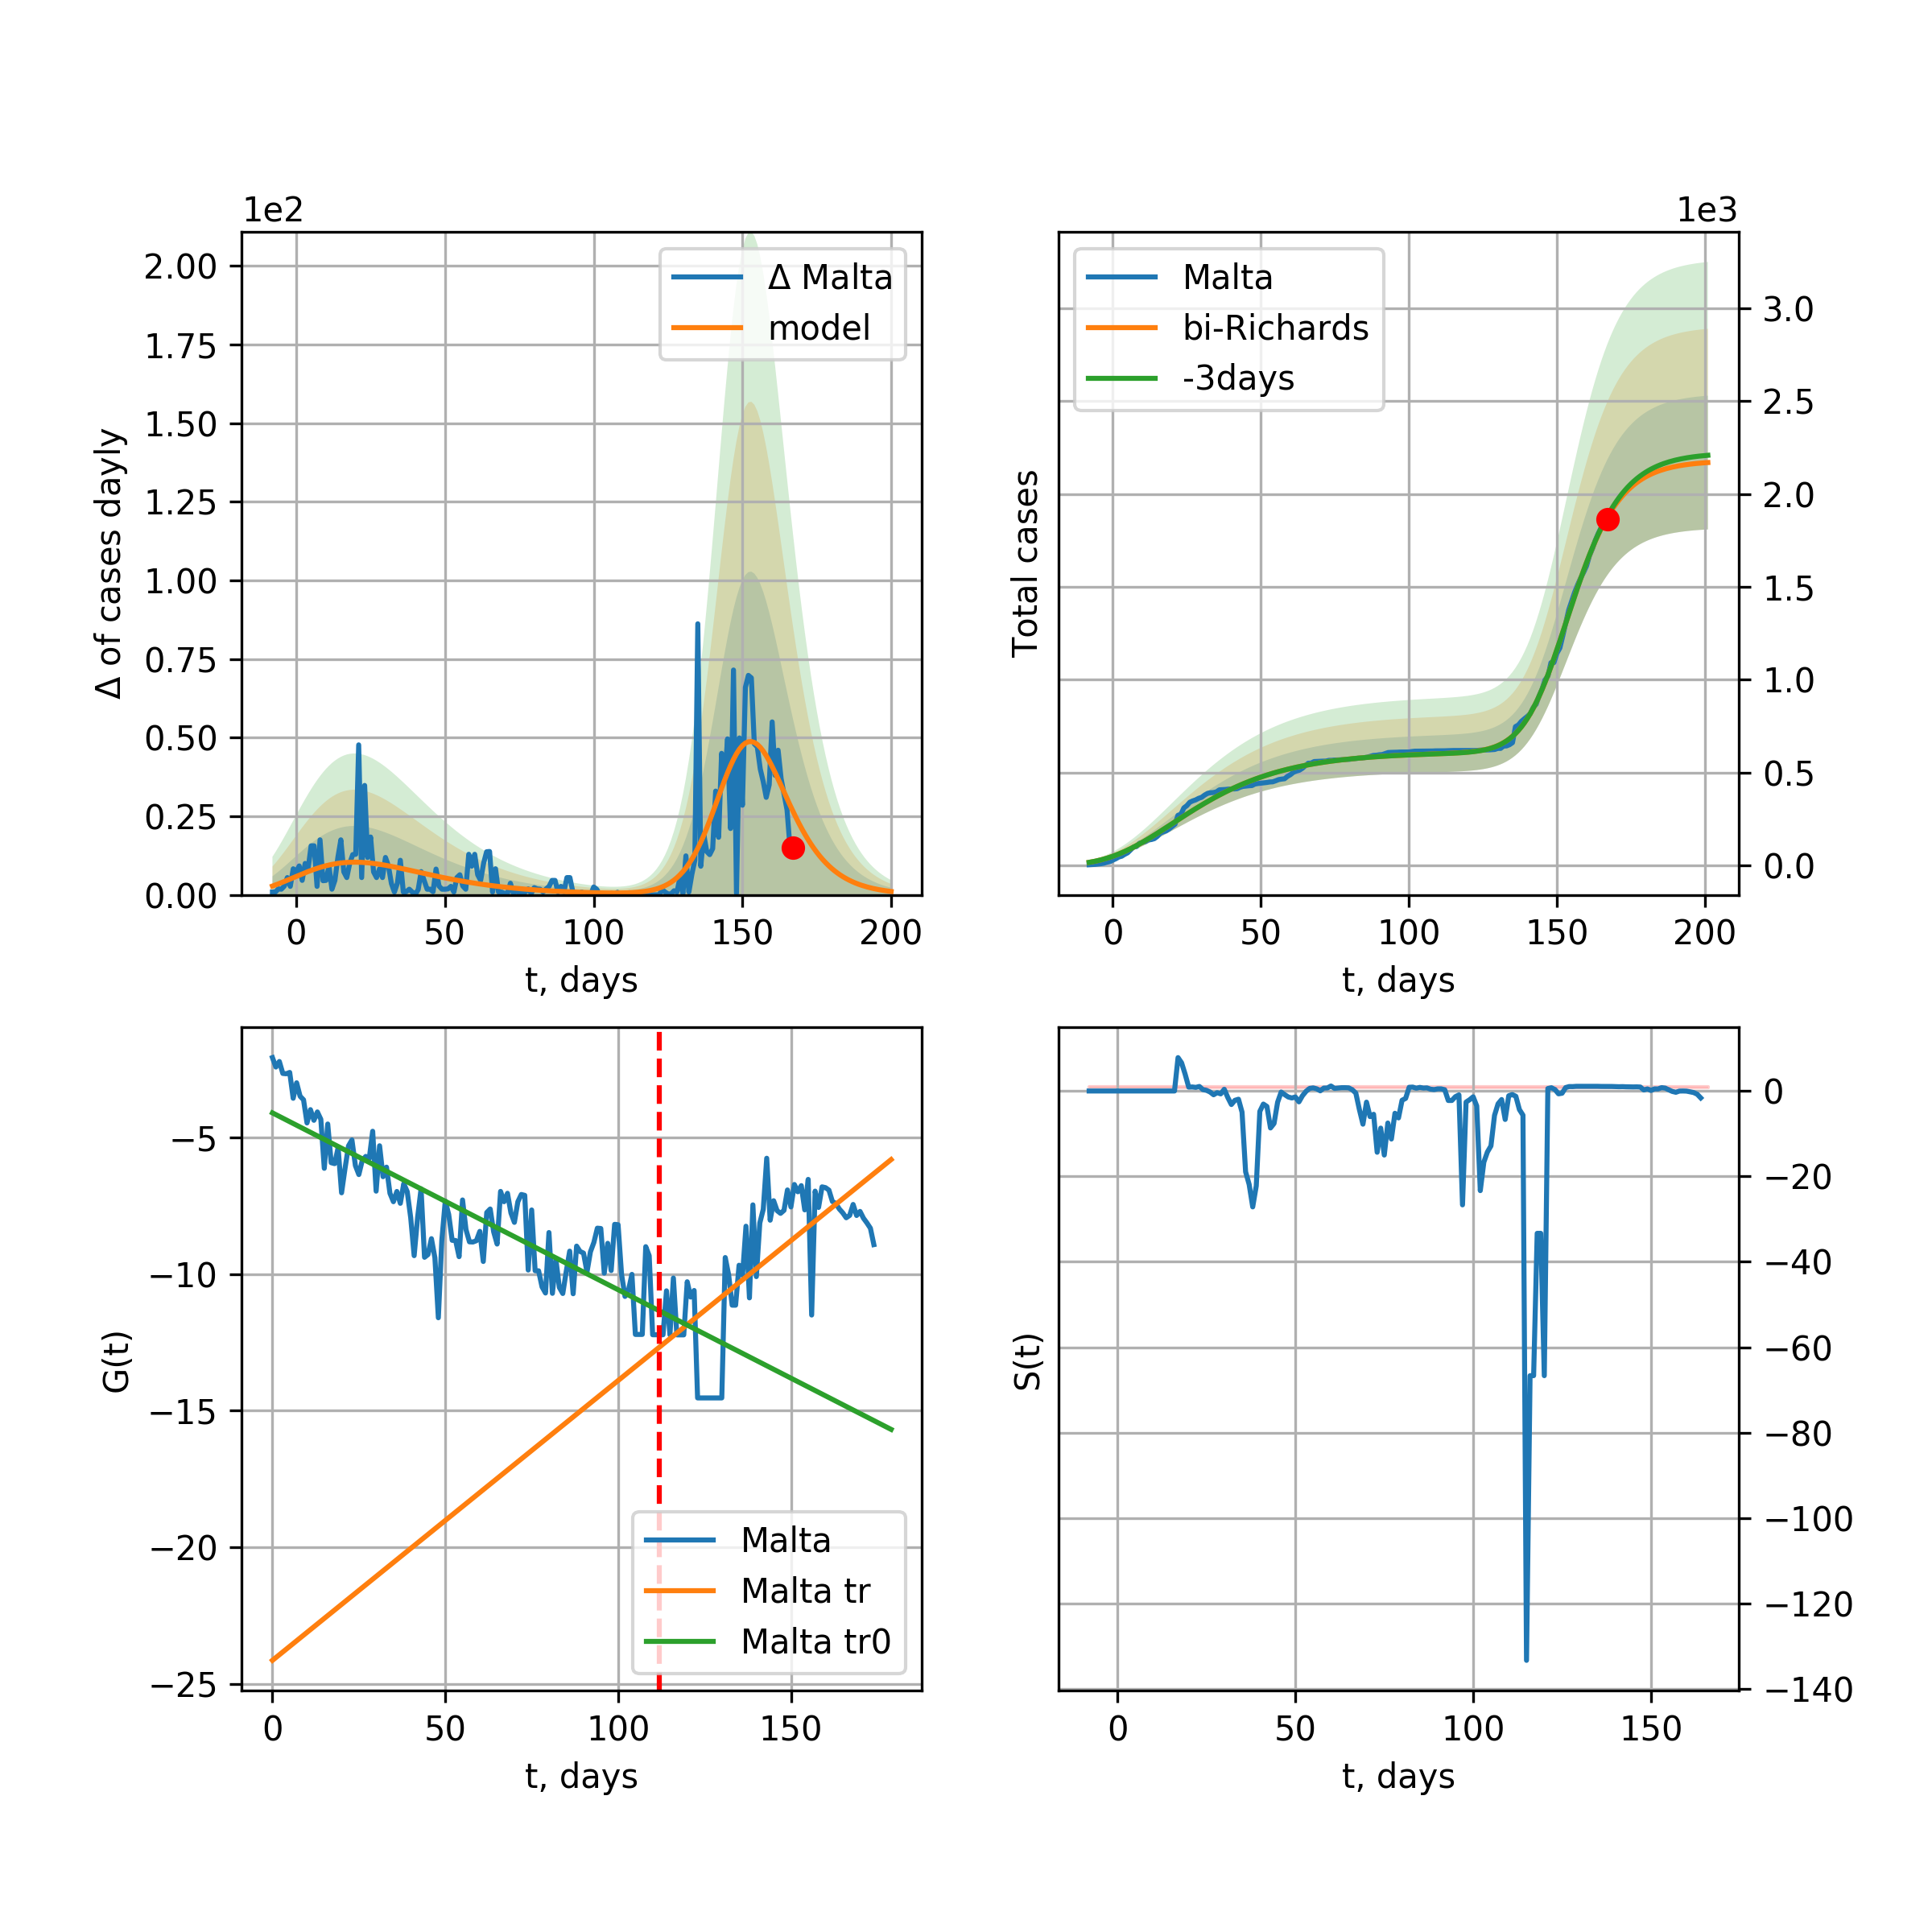 1e2
Δ of cases dayly
2.00
1.75
1.50
1.25
1.00
0.75
0.50
0.25
0.00
0 50 100 150 200
t, days
Δ Malta
model
1e3
Total cases
3.0
2.5
2.0
1.5
1.0
0.5
0.0
0 50 100 150 200
t, days
Malta
bi-Richards
-3days
G(t)
−5
−10
−15
−20
−25
0 50 100 150
t, days
Malta
Malta tr
Malta tr0
S(t)
0
−20
−40
−60
−80
−100
−120
−140
0 50 100 150
t, days